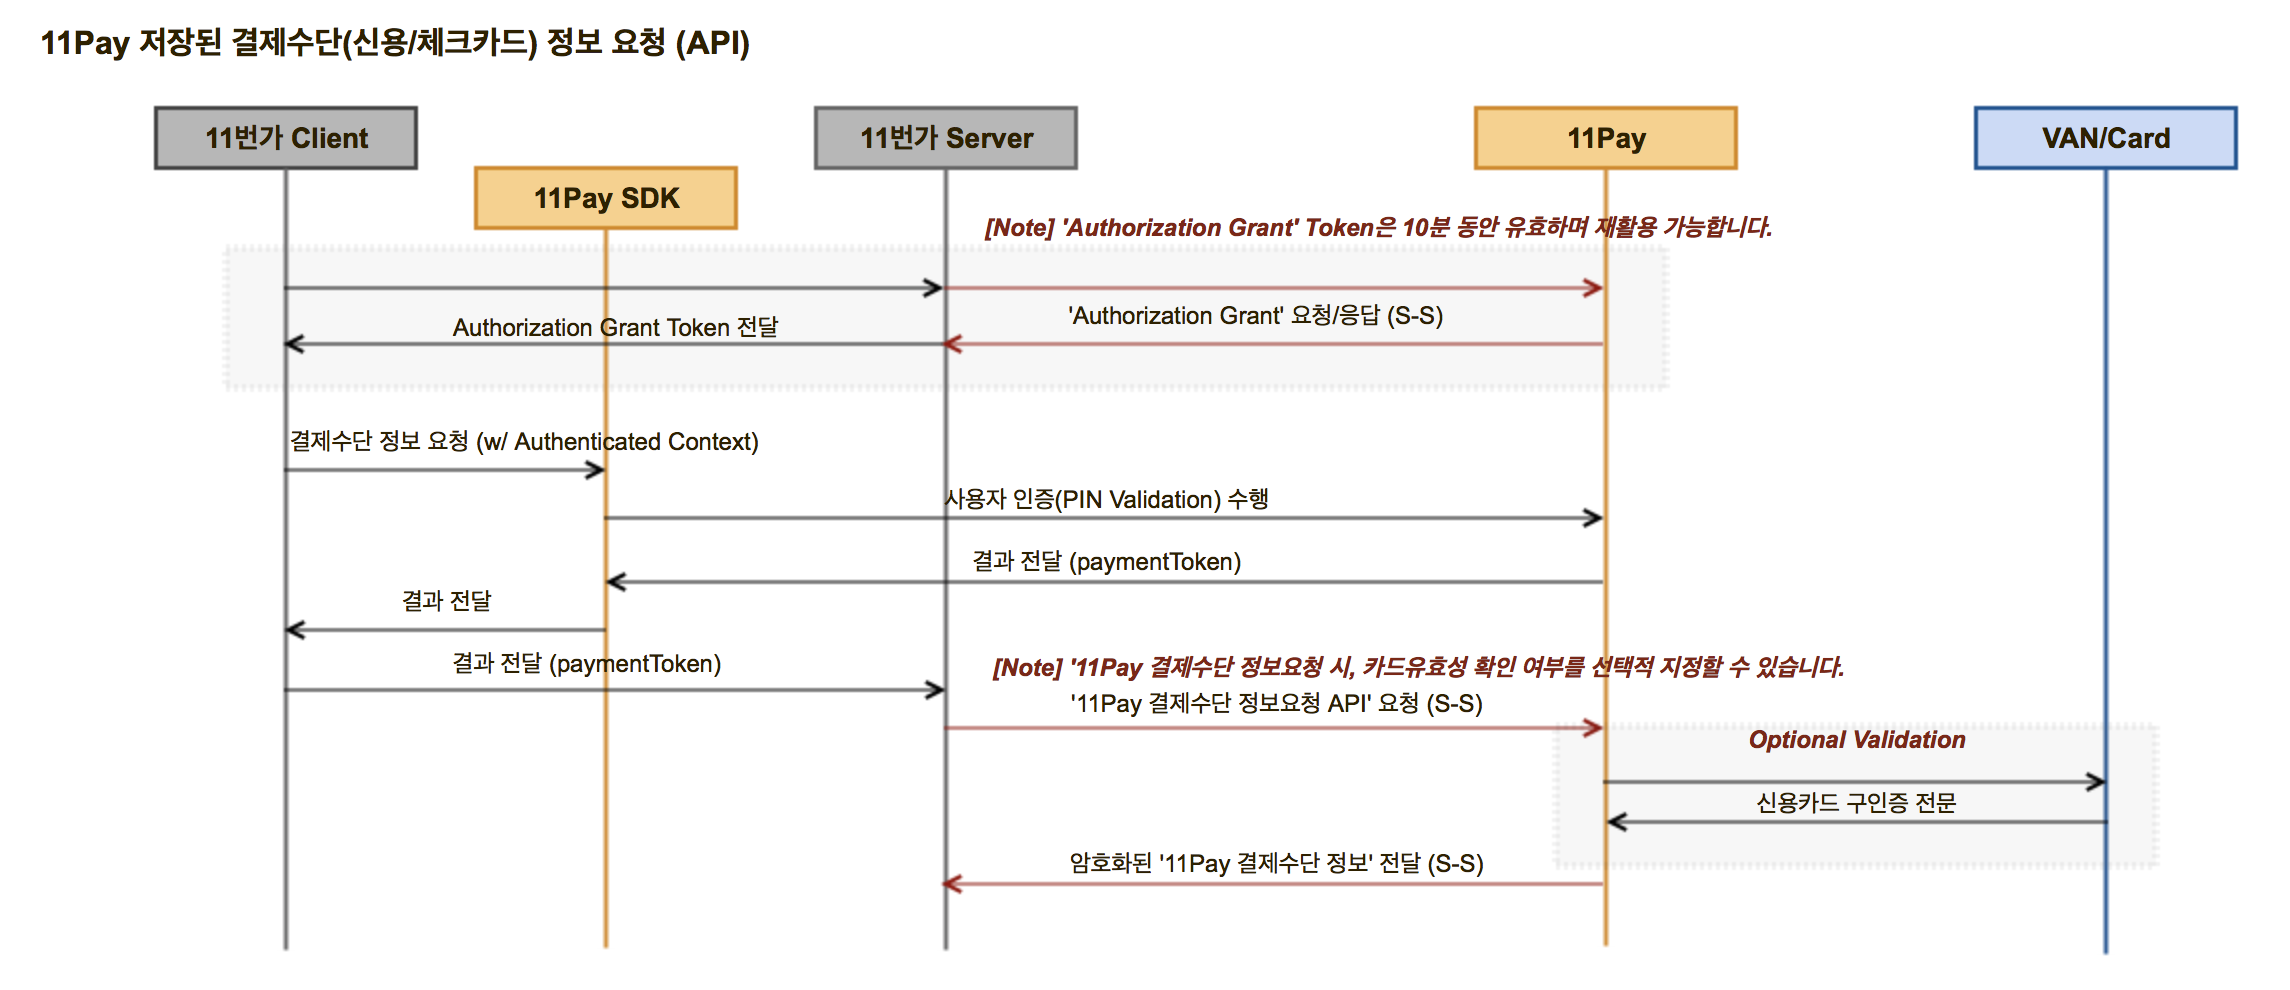 11Pay 저장된 결제수단(신용/체크카드) 정보 요청 (API)
11번가 Client
11번가 Server
11Pay
VAN/Card
11Pay SDK
[Note] 'Authorization Grant' Token은 10분 동안 유효하며 재활용 가능합니다.
'Authorization Grant' 요청/응답 (S-S)
Authorization Grant Token 전달
결제수단 정보 요청 (w/ Authenticated Context)
사용자 인증(PIN Validation) 수행
결과 전달 (paymentToken)
결과 전달
결과 전달 (paymentToken)
[Note] '11Pay 결제수단 정보요청 시, 카드유효성 확인 여부를 선택적 지정할 수 있습니다.
'11Pay 결제수단 정보요청 API' 요청 (S-S)
Optional Validation
신용카드 구인증 전문
암호화된 '11Pay 결제수단 정보' 전달 (S-S)